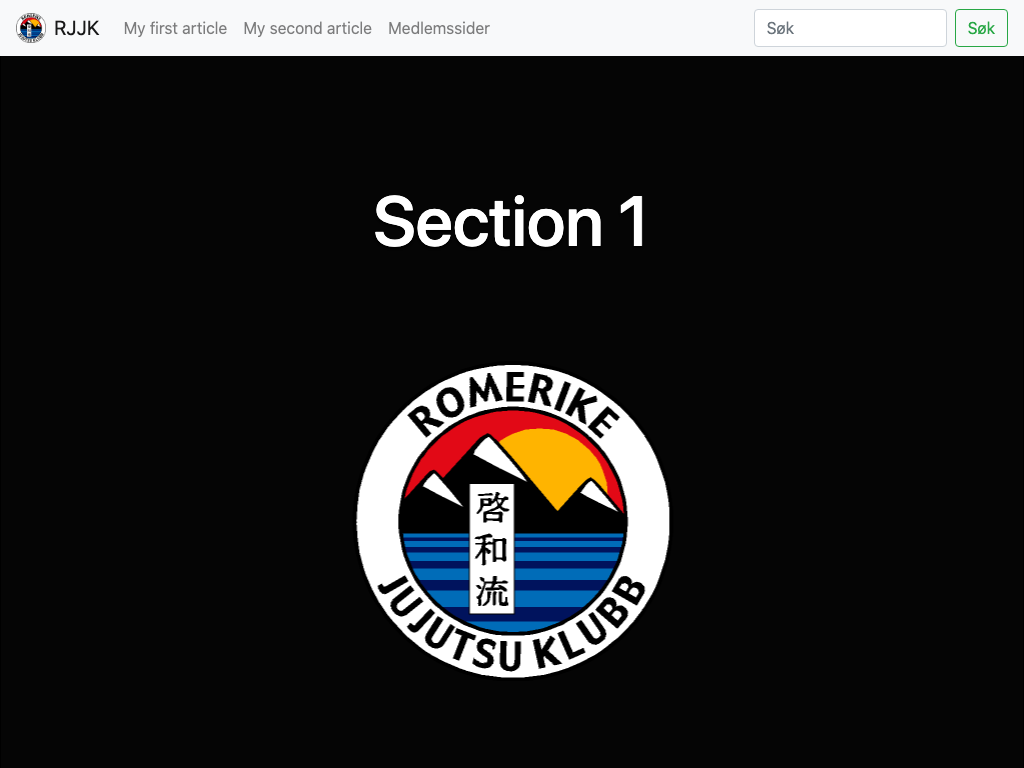 RJJK My first article My second article Medlemssider Søk Søk
Section 1
ROMERIKE
啓
和
流
JUJUTSU KLUBB